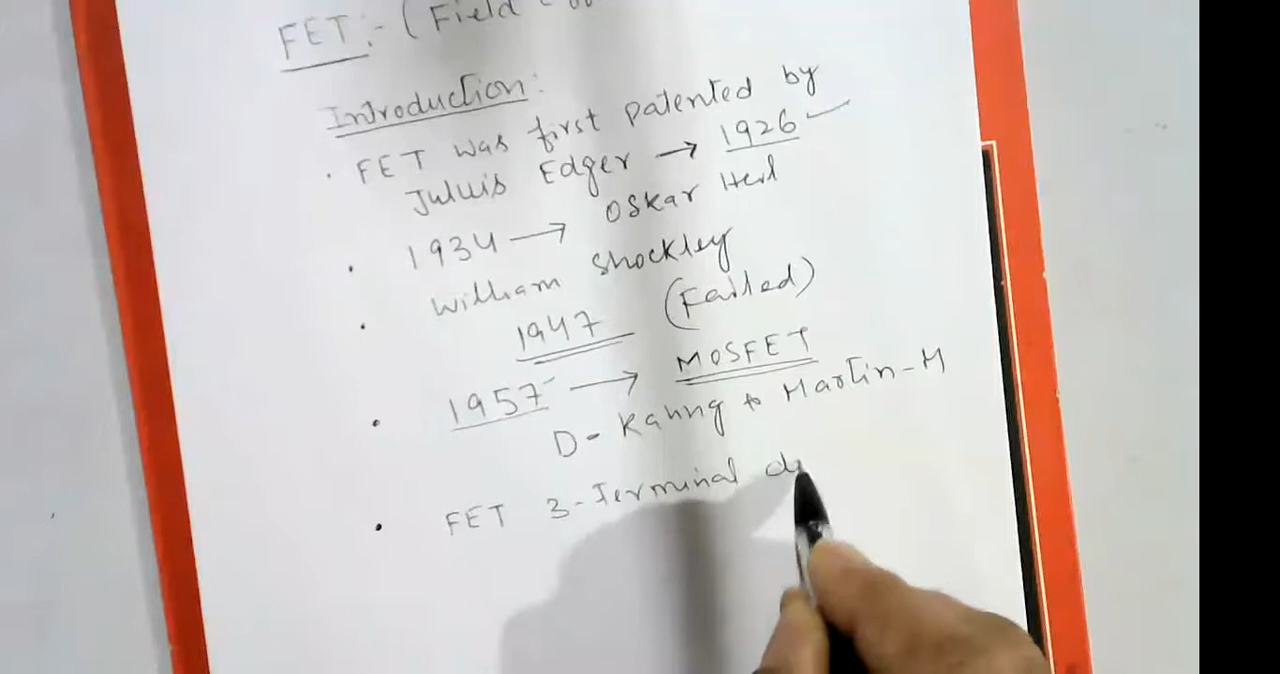 FET:- (Field
Introduction:
. FET was first patented by
Juluis Edger → 1926
. 1934 → Oskar Heil
. William Shockley
1947 (Failed)
. 1957 → MOSFET
D- Kahng & Martin-M
. FET 3-Terminal